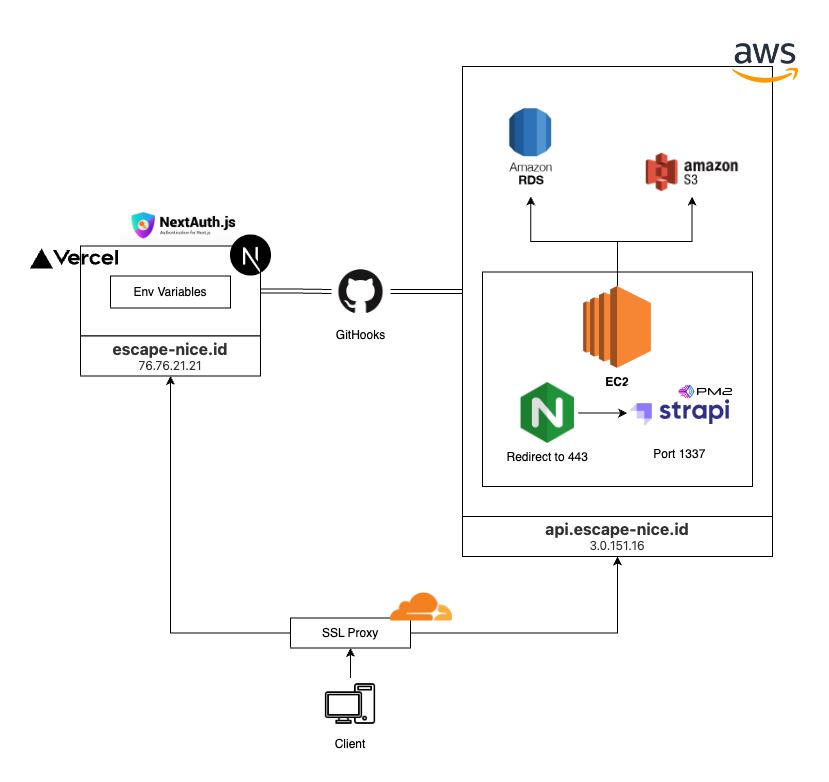 aws
Amazon
RDS
amazon
S3
NextAuth.js
Authentication for Next.js
Vercel
N
Env Variables
escape-nice.id
76.76.21.21
GitHooks
EC2
N
PM2
strapi
Redirect to 443
Port 1337
api.escape-nice.id
3.0.151.16
SSL Proxy
Client